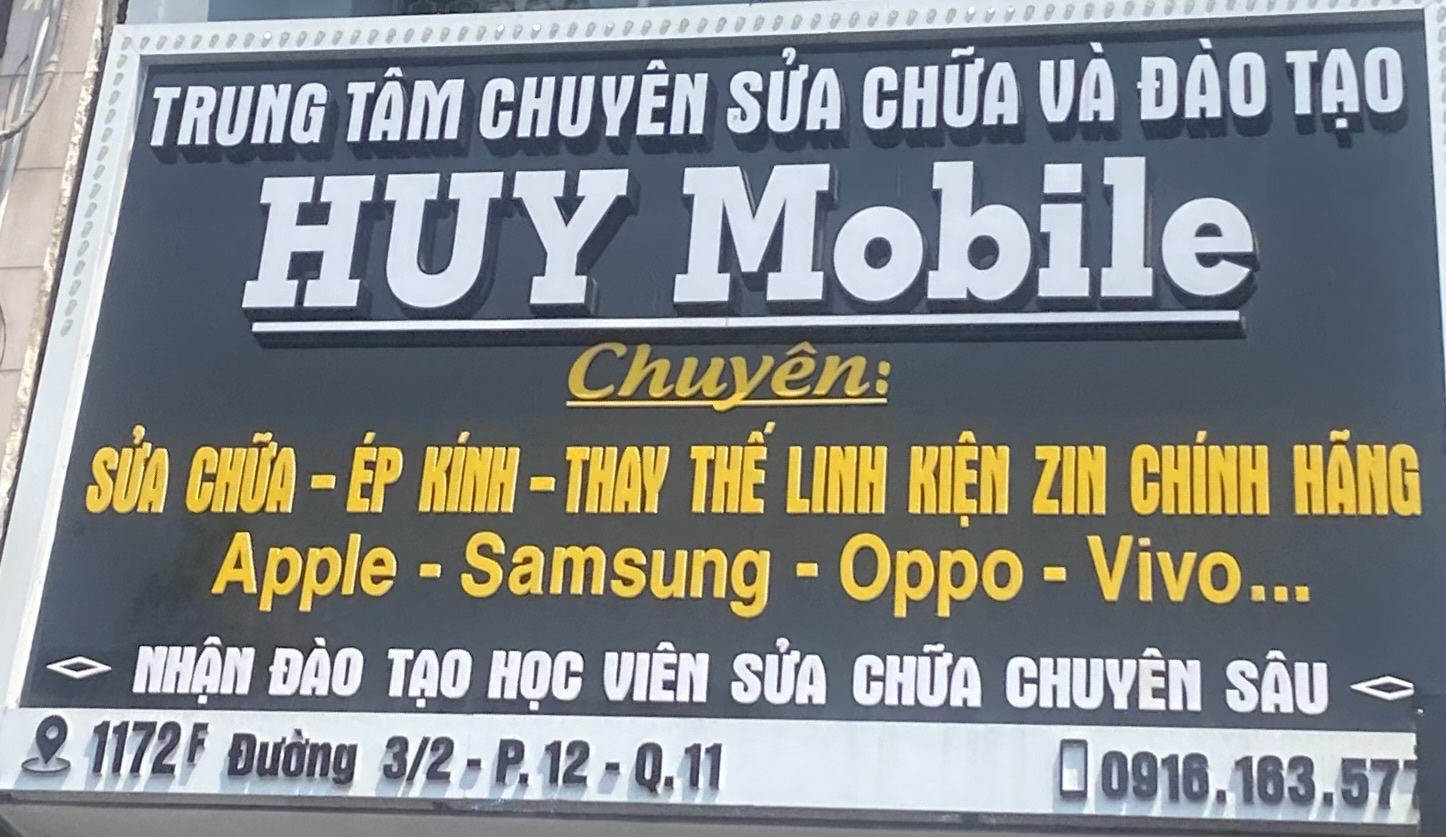 TRUNG TÂM CHUYÊN SỬA CHỮA VÀ ĐÀO TẠO
HUY Mobile
Chuyên:
SỬA CHỮA - ÉP KÍNH - THAY THẾ LINH KIỆN ZIN CHÍNH HÃNG
Apple - Samsung - Oppo - Vivo...
NHẬN ĐÀO TẠO HỌC VIÊN SỬA CHỮA CHUYÊN SÂU
1172F Đường 3/2 - P.12 - Q.11
0916.163.577